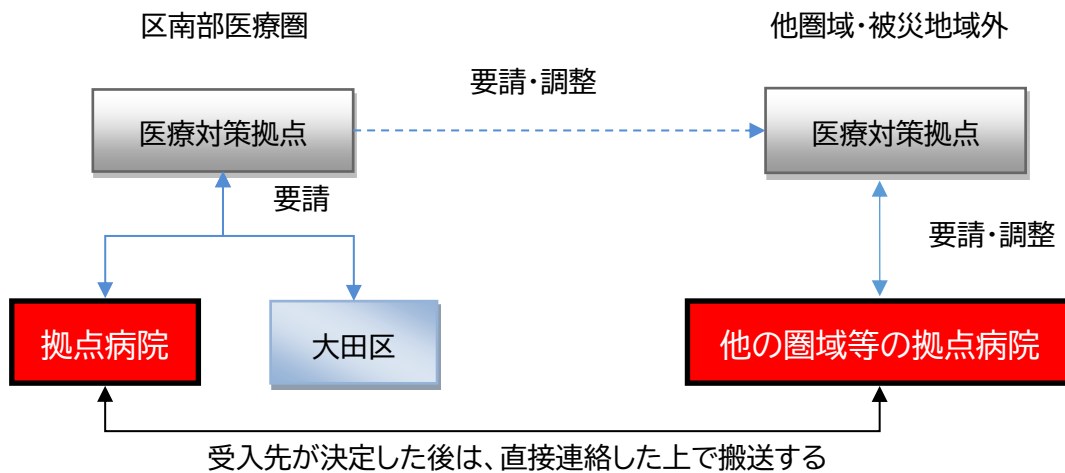 区南部医療圏
他圏域・被災地域外
要請・調整
医療対策拠点
医療対策拠点
要請
要請・調整
拠点病院
大田区
他の圏域等の拠点病院
受入先が決定した後は、直接連絡した上で搬送する